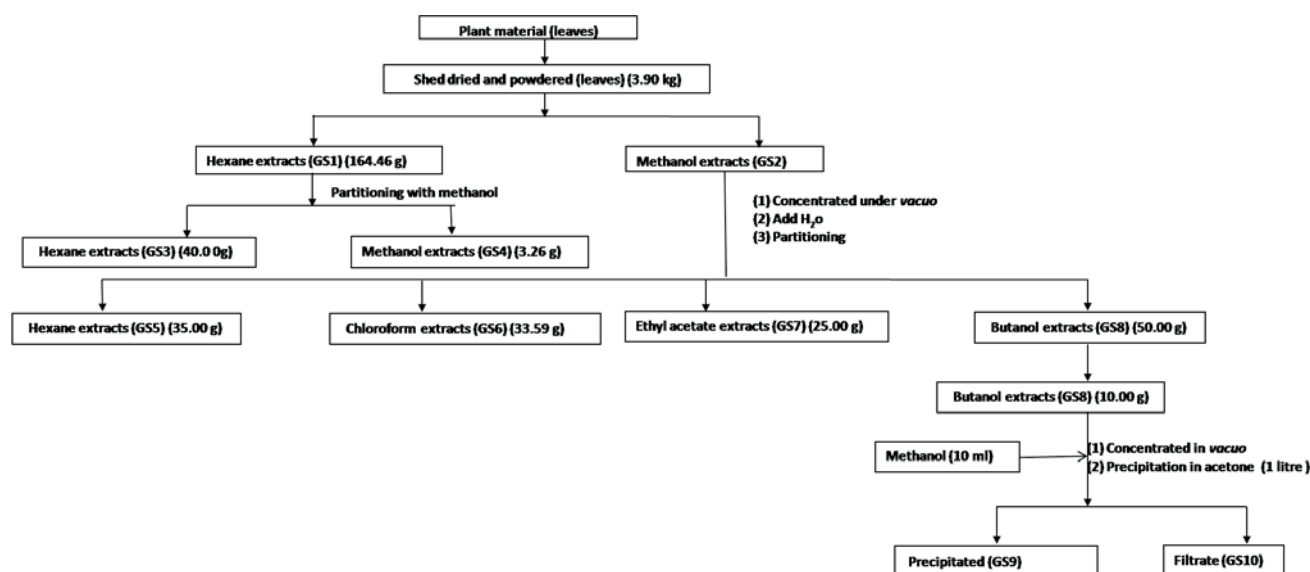 Plant material (leaves)
Shed dried and powdered (leaves) (3.90 kg)
Hexane extracts (GS1) (164.46 g)
Methanol extracts (GS2)
Partitioning with methanol
(1) Concentrated under vacuo
(2) Add H₂o
(3) Partitioning
Hexane extracts (GS3) (40.0 0g)
Methanol extracts (GS4) (3.26 g)
Hexane extracts (GS5) (35.00 g)
Chloroform extracts (GS6) (33.59 g)
Ethyl acetate extracts (GS7) (25.00 g)
Butanol extracts (GS8) (50.00 g)
Butanol extracts (GS8) (10.00 g)
Methanol (10 ml)
(1) Concentrated in vacuo
(2) Precipitation in acetone (1 litre )
Precipitated (GS9)
Filtrate (GS10)